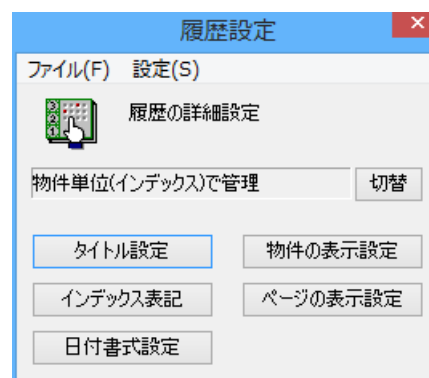 履歴設定
ファイル(F) 設定(S)
履歴の詳細設定
物件単位(インデックス)で管理 切替
タイトル設定 物件の表示設定
インデックス表記 ページの表示設定
日付書式設定